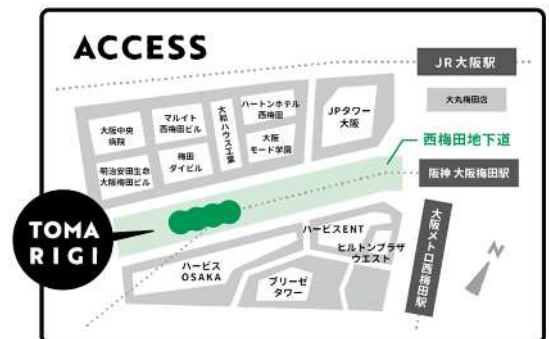 ACCESS
JR大阪駅
大丸梅田店
大阪中央
病院
マルイト
西梅田ビル
大和ハウス工業
ハートンホテル
西梅田
JPタワー
大阪
明治安田生命
大阪梅田ビル
梅田
ダイビル
大阪
モード学園
西梅田地下道
阪神 大阪梅田駅
TOMA
RIGI
ハービス
OSAKA
ハービスENT
ヒルトンプラザ
ウエスト
ブリーゼ
タワー
大阪メトロ西梅田駅
N